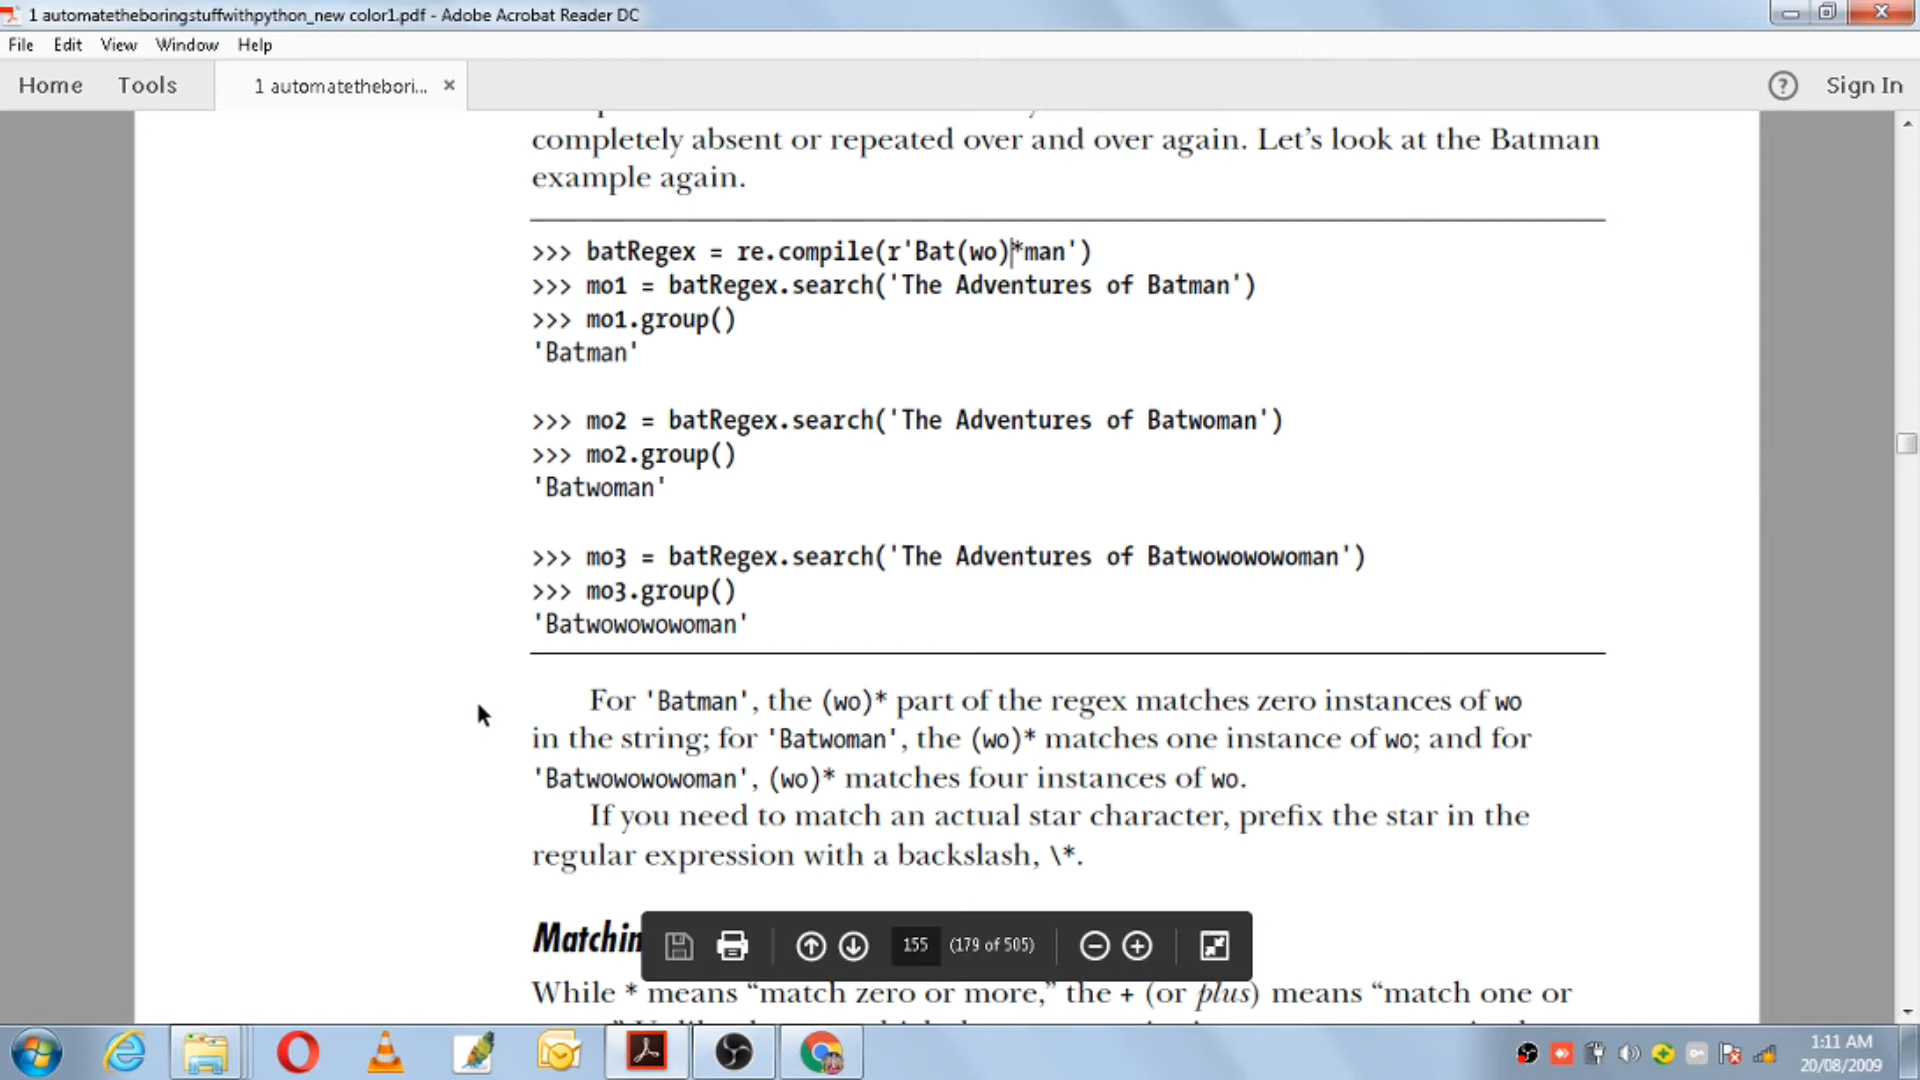 1 automatetheboringstuffwithpython_new color1.pdf - Adobe Acrobat Reader DC
File Edit View Window Help
Home Tools 1 automatethebori... × ? Sign In
completely absent or repeated over and over again. Let's look at the Batman
example again.
>>> batRegex = re.compile(r'Bat(wo)*man')
>>> mo1 = batRegex.search('The Adventures of Batman')
>>> mo1.group()
'Batman'
>>> mo2 = batRegex.search('The Adventures of Batwoman')
>>> mo2.group()
'Batwoman'
>>> mo3 = batRegex.search('The Adventures of Batwowowowoman')
>>> mo3.group()
'Batwowowowoman'
For 'Batman', the (wo)* part of the regex matches zero instances of wo
in the string; for 'Batwoman', the (wo)* matches one instance of wo; and for
'Batwowowowoman', (wo)* matches four instances of wo.
If you need to match an actual star character, prefix the star in the
regular expression with a backslash, \*.
Matchin
155 (179 of 505)
While * means “match zero or more,” the + (or plus) means “match one or
1:11 AM
20/08/2009